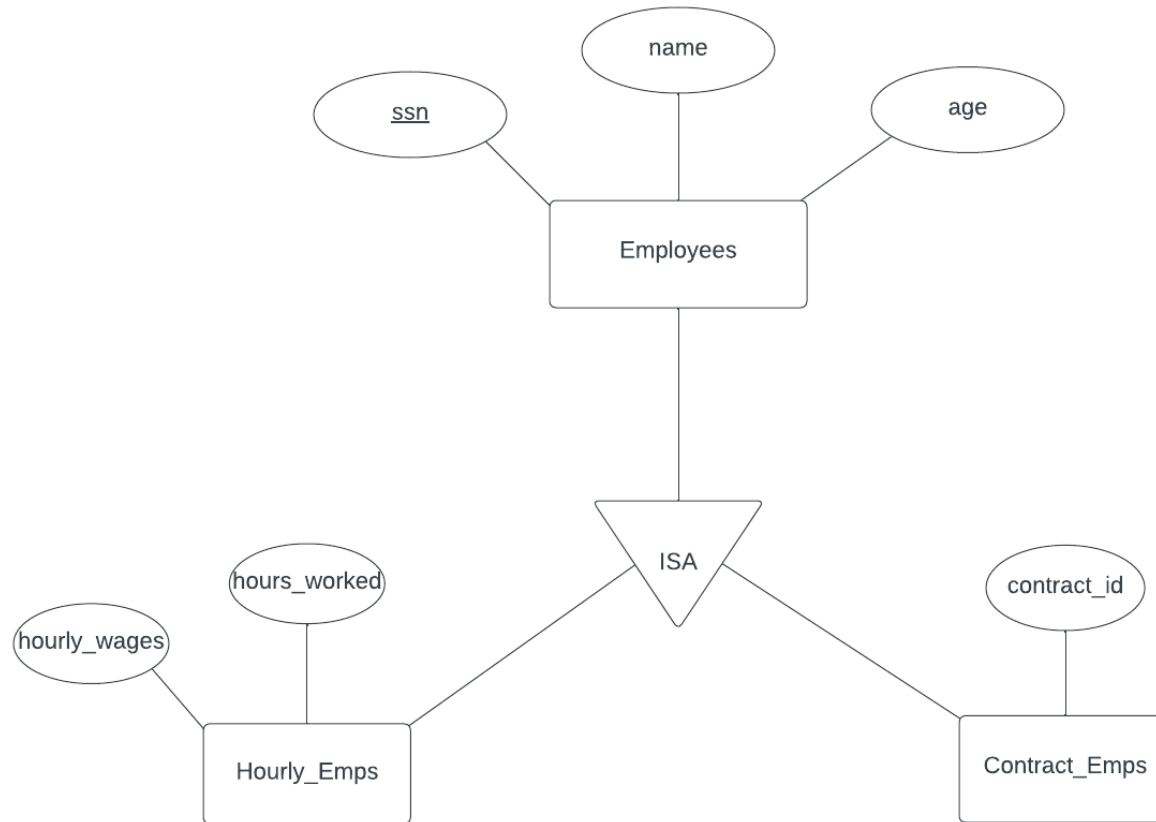 name
ssn
age
Employees
ISA
hours_worked
contract_id
hourly_wages
Hourly_Emps
Contract_Emps